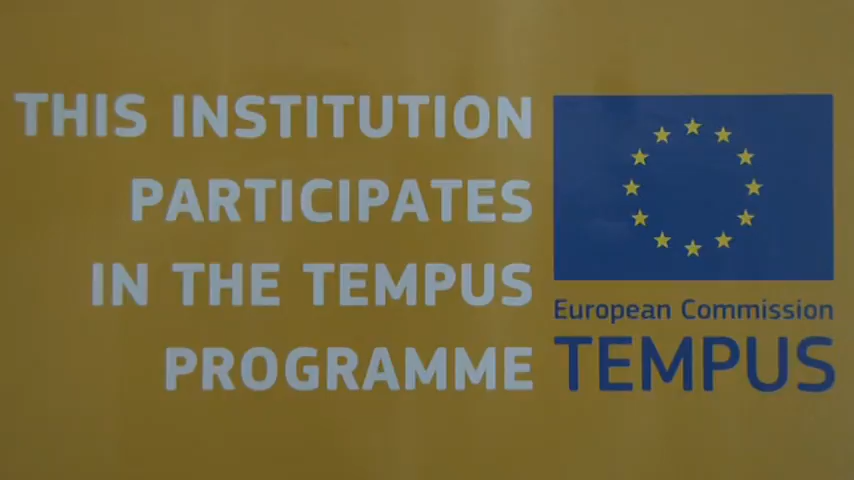 THIS INSTITUTION
PARTICIPATES
IN THE TEMPUS
PROGRAMME
European Commission
TEMPUS